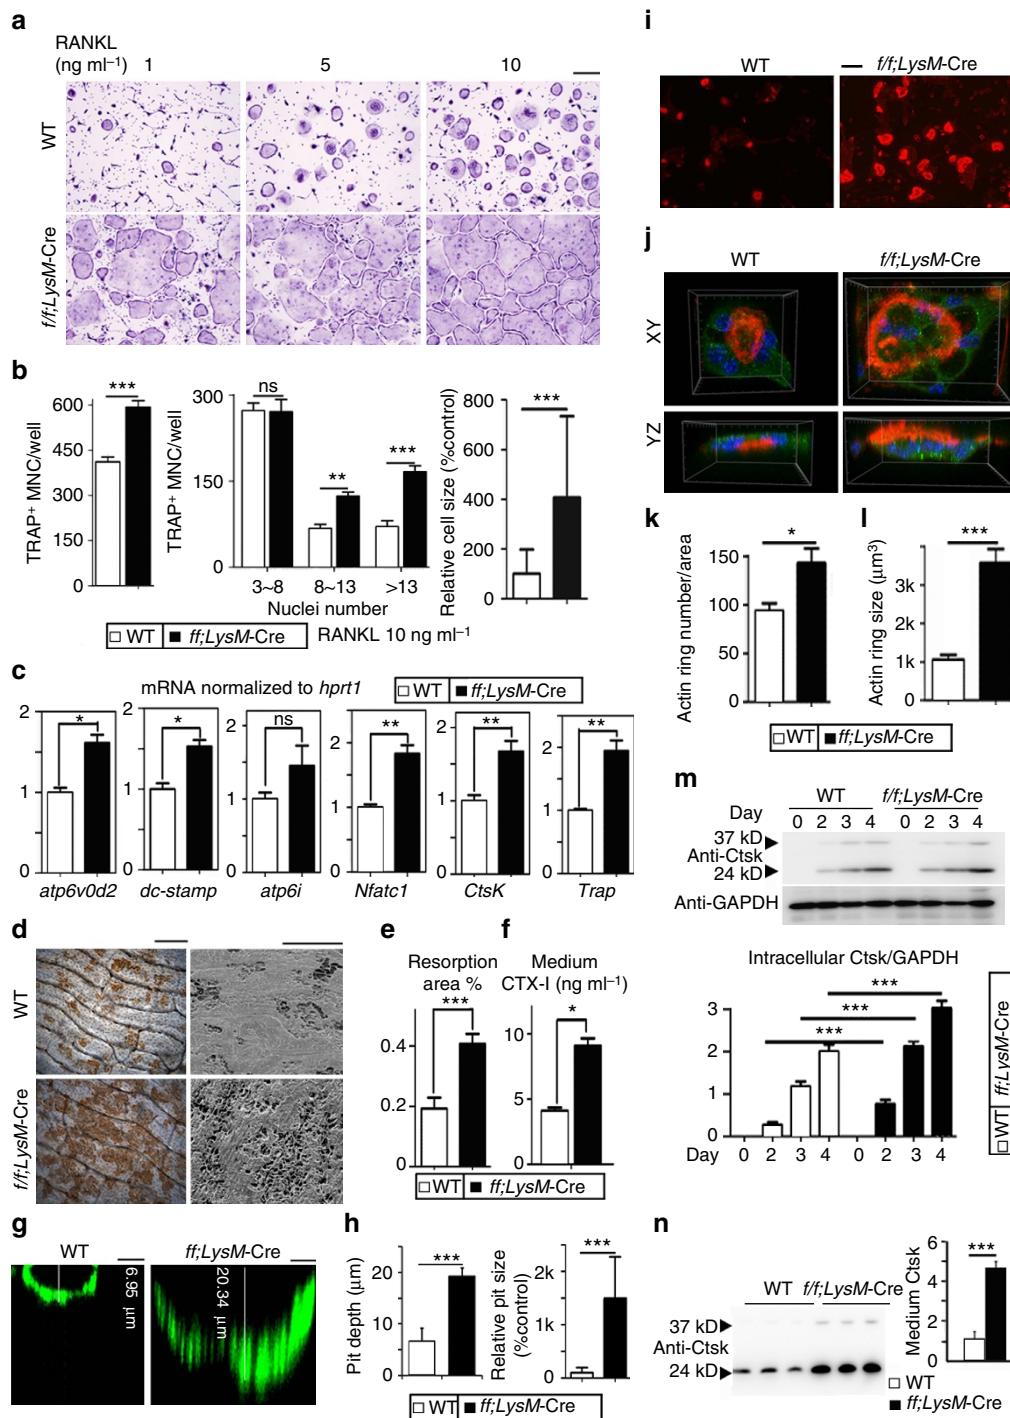 a
RANKL
(ng ml⁻¹) 1 5 10
WT
f/f;LysM-Cre
b
TRAP⁺ MNC/well
600
450
300
150
0
***
TRAP⁺ MNC/well
300
150
0
ns
**
***
3~8 8~13 >13
Nuclei number
Relative cell size (%control)
800
600
400
200
0
***
WT ff;LysM-Cre RANKL 10 ng ml⁻¹
c
mRNA normalized to hprt1
WT ff;LysM-Cre
2
1
0
*
atp6v0d2
2
1
0
*
dc-stamp
2
1
0
ns
atp6i
2
1
0
**
Nfatc1
2
1
0
**
CtsK
2
1
0
**
Trap
d
WT
f/f;LysM-Cre
e
Resorption
area %
***
0.4
0.2
0
f
Medium
CTX-I (ng ml⁻¹)
*
10
5
0
WT ff;LysM-Cre
g
WT ff;LysM-Cre
6.95 µm
20.34 µm
h
Pit depth (µm)
20
10
0
***
Relative pit size
(%control)
2k
1k
0
***
WT ff;LysM-Cre
i
WT f/f;LysM-Cre
j
WT f/f;LysM-Cre
XY
YZ
k
Actin ring number/area
150
100
50
0
*
l
Actin ring size (µm³)
3k
2k
1k
0
***
WT ff;LysM-Cre
m
WT f/f;LysM-Cre
Day 0 2 3 4 0 2 3 4
37 kD
Anti-Ctsk
24 kD
Anti-GAPDH
Intracellular Ctsk/GAPDH
3
2
1
0
***
***
***
Day 0 2 3 4 0 2 3 4
WT ff;LysM-Cre
n
WT f/f;LysM-Cre
37 kD
Anti-Ctsk
24 kD
Medium Ctsk
6
4
2
0
***
WT
ff;LysM-Cre